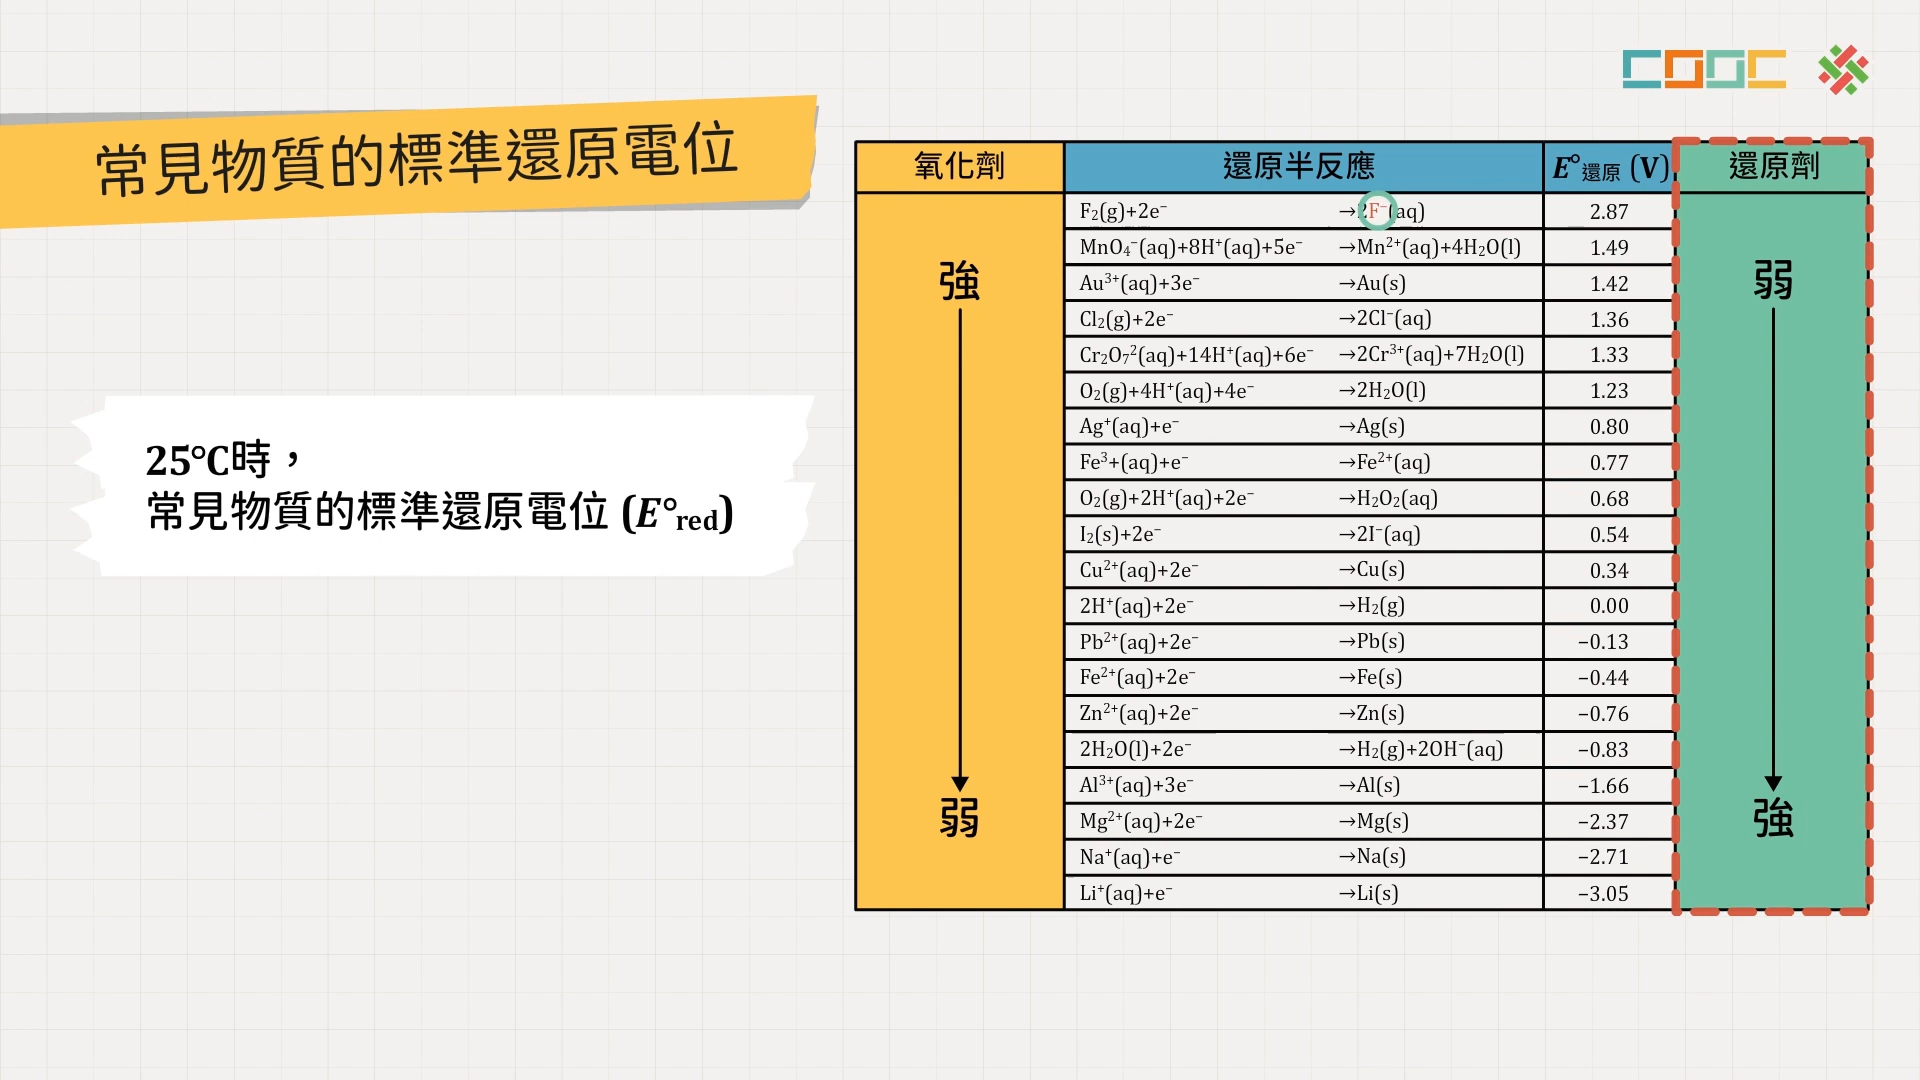 COOC
常見物質的標準還原電位
25℃時，
常見物質的標準還原電位 (E°red)
氧化劑 還原半反應 E°還原 (V) 還原劑
強
弱
F₂(g)+2e⁻ →2F⁻(aq) 2.87
MnO₄⁻(aq)+8H⁺(aq)+5e⁻ →Mn²⁺(aq)+4H₂O(l) 1.49
Au³⁺(aq)+3e⁻ →Au(s) 1.42
Cl₂(g)+2e⁻ →2Cl⁻(aq) 1.36
Cr₂O₇²(aq)+14H⁺(aq)+6e⁻ →2Cr³⁺(aq)+7H₂O(l) 1.33
O₂(g)+4H⁺(aq)+4e⁻ →2H₂O(l) 1.23
Ag⁺(aq)+e⁻ →Ag(s) 0.80
Fe³+(aq)+e⁻ →Fe²⁺(aq) 0.77
O₂(g)+2H⁺(aq)+2e⁻ →H₂O₂(aq) 0.68
I₂(s)+2e⁻ →2I⁻(aq) 0.54
Cu²⁺(aq)+2e⁻ →Cu(s) 0.34
2H⁺(aq)+2e⁻ →H₂(g) 0.00
Pb²⁺(aq)+2e⁻ →Pb(s) −0.13
Fe²⁺(aq)+2e⁻ →Fe(s) −0.44
Zn²⁺(aq)+2e⁻ →Zn(s) −0.76
2H₂O(l)+2e⁻ →H₂(g)+2OH⁻(aq) −0.83
Al³⁺(aq)+3e⁻ →Al(s) −1.66
Mg²⁺(aq)+2e⁻ →Mg(s) −2.37
Na⁺(aq)+e⁻ →Na(s) −2.71
Li⁺(aq)+e⁻ →Li(s) −3.05
弱
強